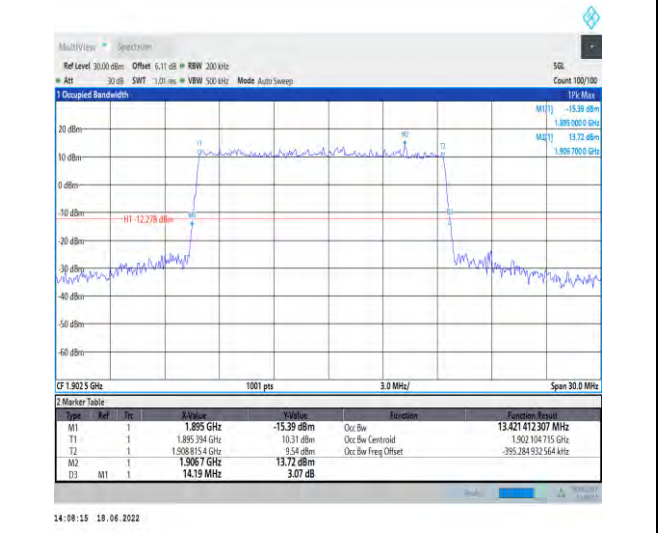 MultiView Spectrum
Ref Level 30.00 dBm Offset 6.11 dB RBW 200 kHz SGL
Att 30 dB SWT 1.01 ms VBW 500 kHz Mode Auto Sweep Count 100/100
1 Occupied Bandwidth 1Pk Max
M1[1] -15.39 dBm
1.895 000 0 GHz
M2[1] 13.72 dBm
1.906 700 0 GHz
20 dBm
M2
T1 T2
10 dBm
0 dBm
-10 dBm
H1 -12.278 dBm
-20 dBm
-30 dBm
-40 dBm
-50 dBm
-60 dBm
CF 1.902 5 GHz 1001 pts 3.0 MHz/ Span 30.0 MHz
2 Marker Table
Type Ref Trc X-Value Y-Value Function Function Result
M1 1 1.895 GHz -15.39 dBm Occ Bw 13.421 412 307 MHz
T1 1 1.895 394 GHz 10.31 dBm Occ Bw Centroid 1.902 104 715 GHz
T2 1 1.908 815 4 GHz 9.54 dBm Occ Bw Freq Offset -395.284 932 564 kHz
M2 1 1.906 7 GHz 13.72 dBm
D3 M1 1 14.19 MHz 3.07 dB
14:08:15 18.06.2022